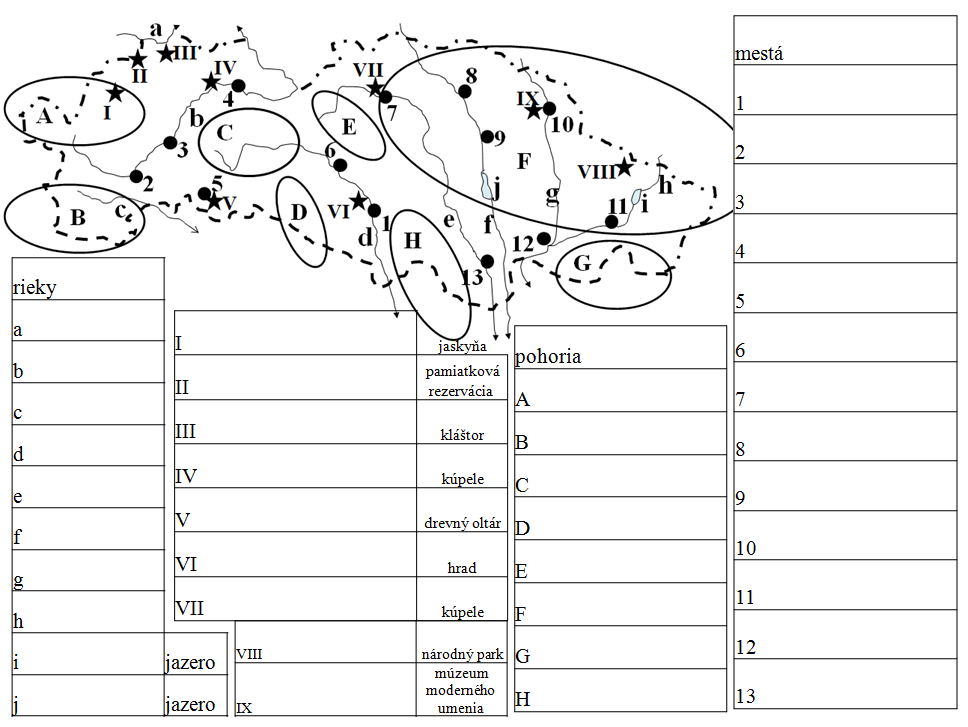 a
III
II
IV
VII
8
A
I
4
b
7
IX
10
C
E
9
3
6
F
VIII
2
5
V
j
g
h
B
c
D
VI
1
e
f
11
i
d
H
12
G
13
rieky
a
b
c
d
e
f
g
h
i jazero
j jazero
I jaskyňa
II pamiatková
rezervácia
III kláštor
IV kúpele
V drevný oltár
VI hrad
VII kúpele
VIII národný park
múzeum
moderného
IX umenia
pohoria
A
B
C
D
E
F
G
H
mestá
1
2
3
4
5
6
7
8
9
10
11
12
13